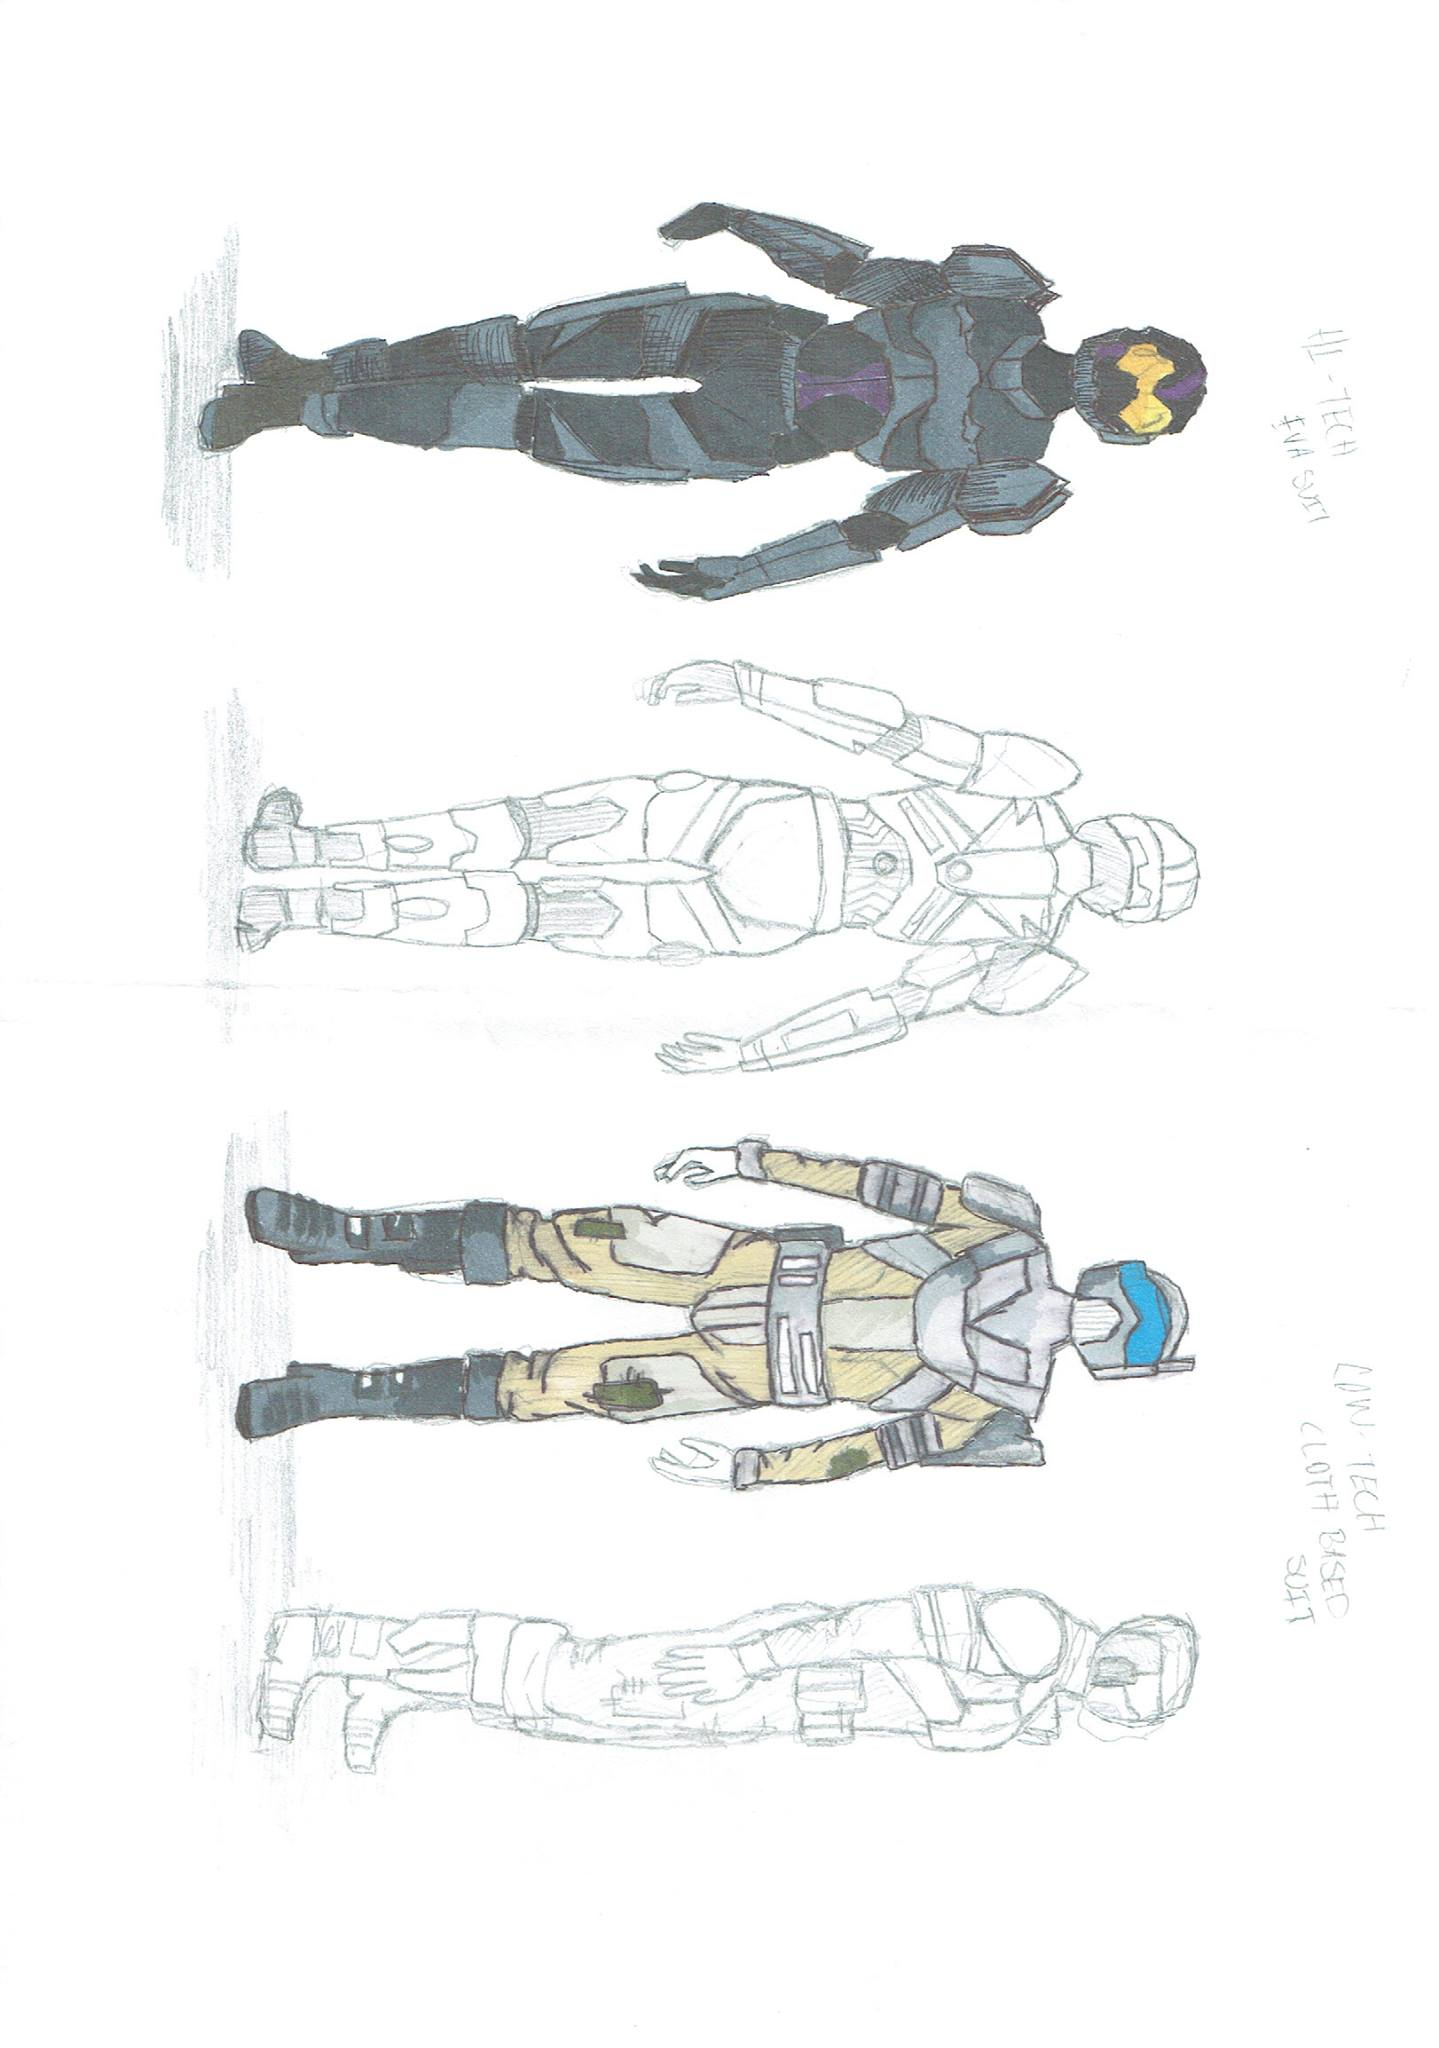 HI-TECH
EVA SUIT
LOW-TECH
CLOTH BASED
SUIT